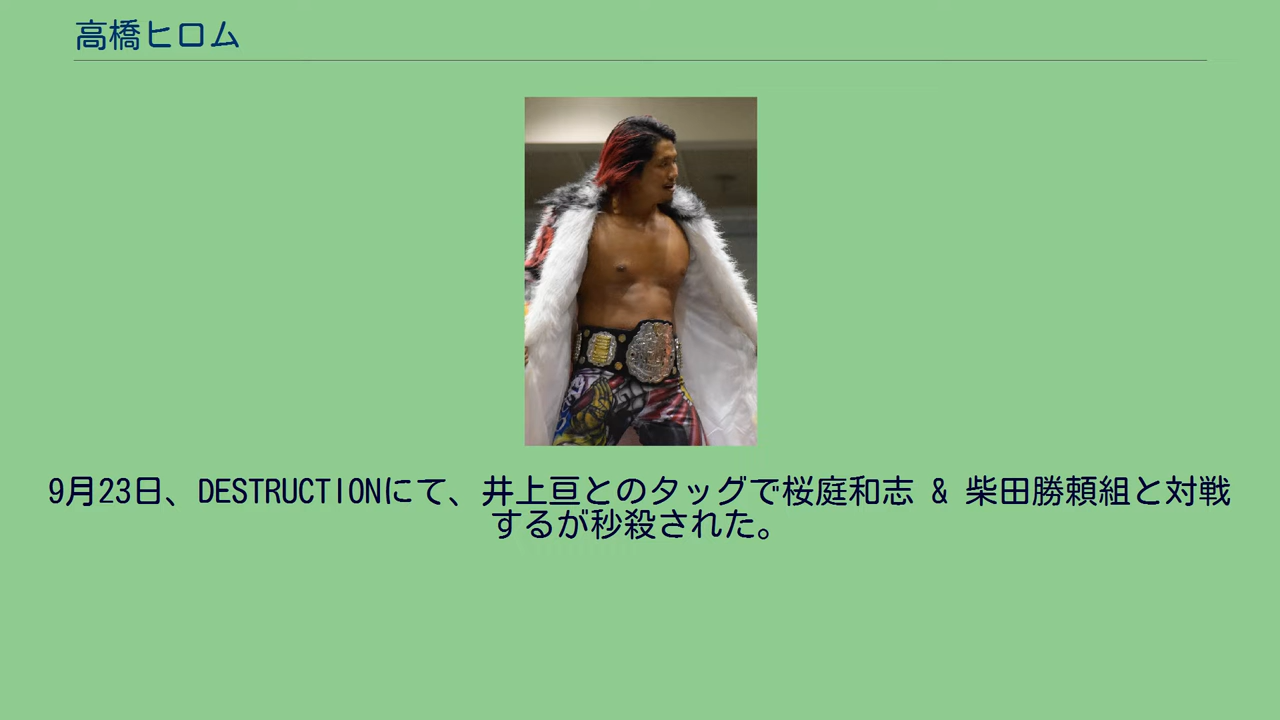 高橋ヒロム
9月23日、DESTRUCTIONにて、井上亘とのタッグで桜庭和志 & 柴田勝頼組と対戦
するが秒殺された。